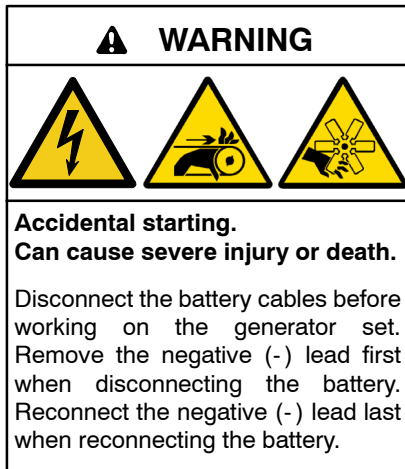 WARNING
Accidental starting.
Can cause severe injury or death.
Disconnect the battery cables before
working on the generator set.
Remove the negative (-) lead first
when disconnecting the battery.
Reconnect the negative (-) lead last
when reconnecting the battery.